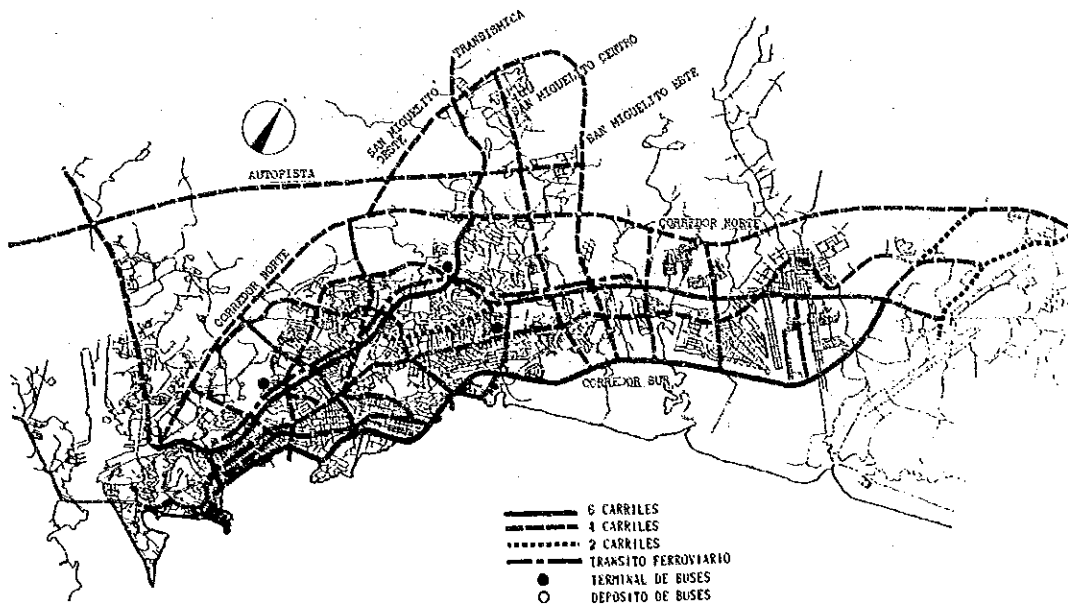 TRANSISMICA
SAN MIGUELITO CENTRO
SAN MIGUELITO OESTE
SAN MIGUELITO ESTE
AUTOPISTA
CORREDOR NORTE
CORREDOR NORTE
CORREDOR SUR
6 CARRILES
4 CARRILES
2 CARRILES
TRANSITO FERROVIARIO
TERMINAL DE BUSES
DEPOSITO DE BUSES